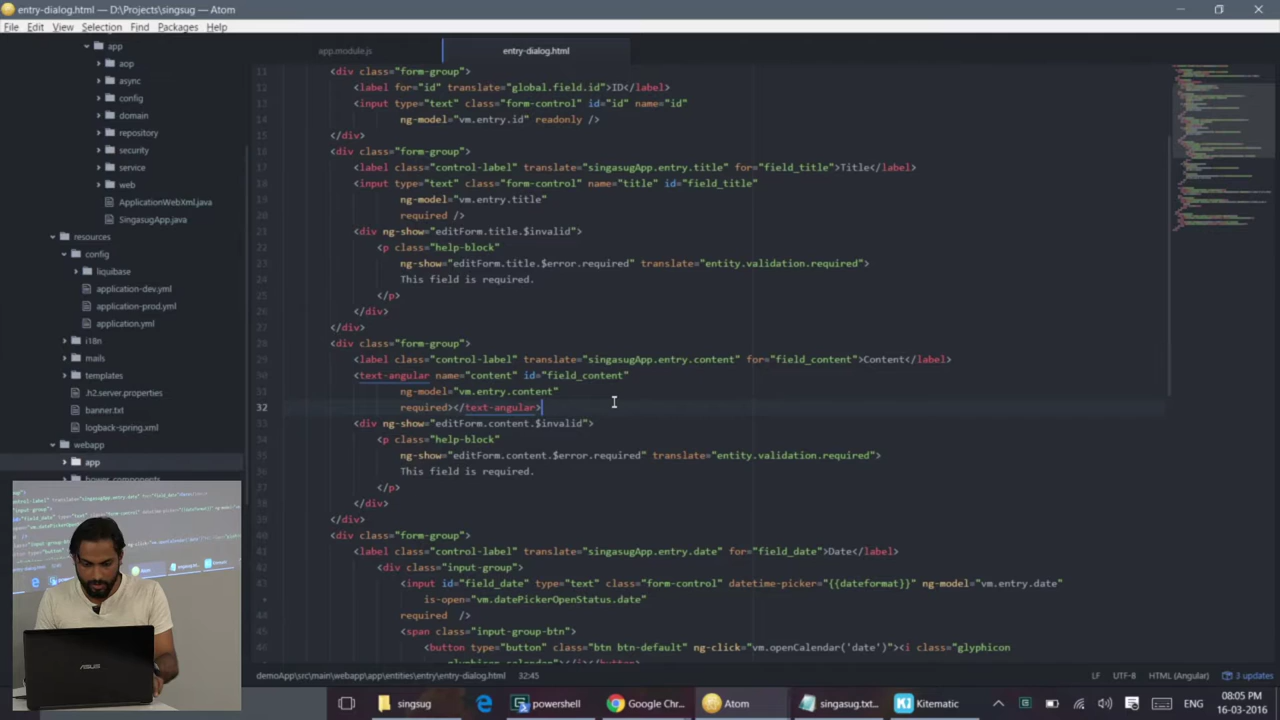 entry-dialog.html — D:\Projects\singsug — Atom
File Edit View Selection Find Packages Help
app
aop
async
config
domain
repository
security
service
web
ApplicationWebXml.java
SingasugApp.java
resources
config
liquibase
application-dev.yml
application-prod.yml
application.yml
i18n
mails
templates
.h2.server.properties
banner.txt
logback-spring.xml
webapp
app
bower_components
app.module.js entry-dialog.html
11 <div class="form-group">
12 <label for="id" translate="global.field.id">ID</label>
13 <input type="text" class="form-control" id="id" name="id"
14 ng-model="vm.entry.id" readonly />
15 </div>
16 <div class="form-group">
17 <label class="control-label" translate="singasugApp.entry.title" for="field_title">Title</label>
18 <input type="text" class="form-control" name="title" id="field_title"
19 ng-model="vm.entry.title"
20 required />
21 <div ng-show="editForm.title.$invalid">
22 <p class="help-block"
23 ng-show="editForm.title.$error.required" translate="entity.validation.required">
24 This field is required.
25 </p>
26 </div>
27 </div>
28 <div class="form-group">
29 <label class="control-label" translate="singasugApp.entry.content" for="field_content">Content</label>
30 <text-angular name="content" id="field_content"
31 ng-model="vm.entry.content"
32 required></text-angular>
33 <div ng-show="editForm.content.$invalid">
34 <p class="help-block"
35 ng-show="editForm.content.$error.required" translate="entity.validation.required">
36 This field is required.
37 </p>
38 </div>
39 </div>
40 <div class="form-group">
41 <label class="control-label" translate="singasugApp.entry.date" for="field_date">Date</label>
42 <div class="input-group">
43 <input id="field_date" type="text" class="form-control" datetime-picker="{{dateformat}}" ng-model="vm.entry.date"
• is-open="vm.datePickerOpenStatus.date"
44 required />
45 <span class="input-group-btn">
46 <button type="button" class="btn btn-default" ng-click="vm.openCalendar('date')"><i class="glyphicon
glyphicon-calendar"></i></button>
demoApp\src\main\webapp\app\entities\entry\entry-dialog.html 32:45 LF UTF-8 HTML (Angular) 3 updates
ASUS
singsug powershell Google Chr... Atom singasug.txt... Kitematic ENG
08:05 PM
16-03-2016